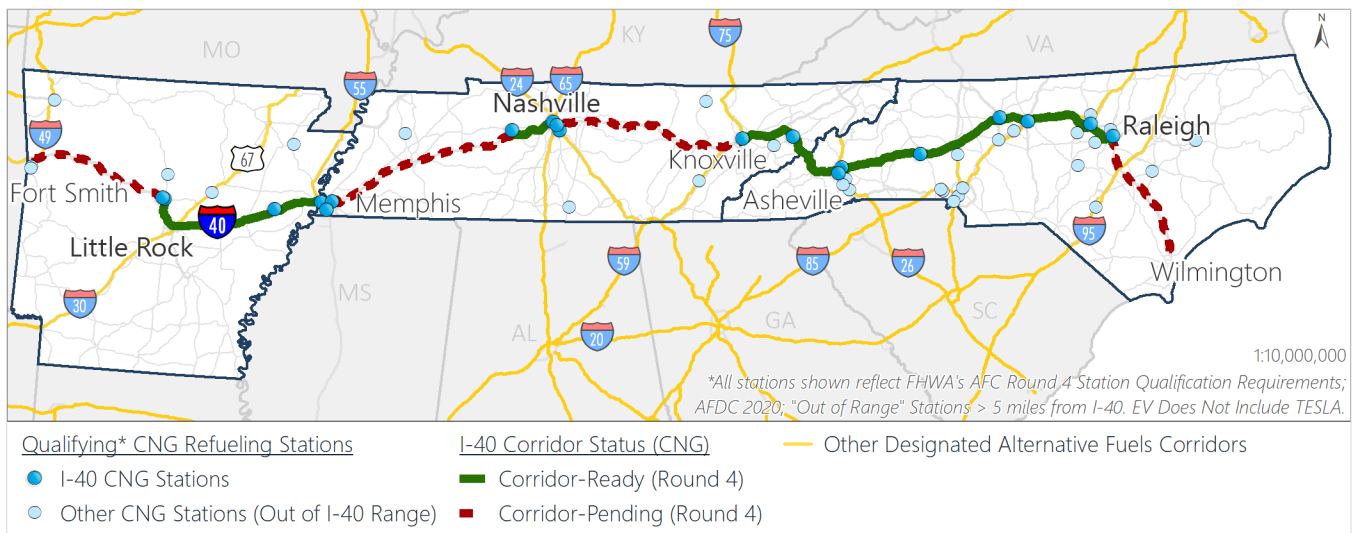 N
MO
KY
75
VA
55
24
65
Nashville
49
67
Raleigh
Knoxville
Fort Smith
Memphis
Asheville
40
Little Rock
95
59
85
26
Wilmington
30
MS
SC
AL
20
GA
1:10,000,000
*All stations shown reflect FHWA's AFC Round 4 Station Qualification Requirements;
AFDC 2020; "Out of Range" Stations > 5 miles from I-40. EV Does Not Include TESLA.
Qualifying* CNG Refueling Stations
I-40 CNG Stations
Other CNG Stations (Out of I-40 Range)
I-40 Corridor Status (CNG)
Corridor-Ready (Round 4)
Corridor-Pending (Round 4)
Other Designated Alternative Fuels Corridors